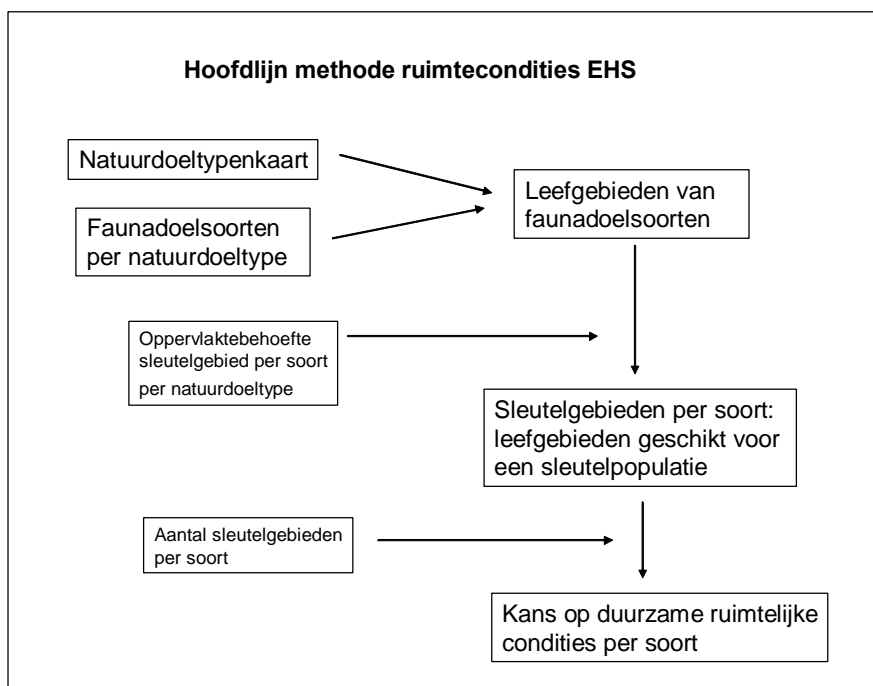 Hoofdlijn methode ruimtecondities EHS
Natuurdoeltypenkaart
Faunadoelsoorten
per natuurdoeltype
Leefgebieden van
faunadoelsoorten
Oppervlaktebehoefte
sleutelgebied per soort
per natuurdoeltype
Sleutelgebieden per soort:
leefgebieden geschikt voor
een sleutelpopulatie
Aantal sleutelgebieden
per soort
Kans op duurzame ruimtelijke
condities per soort